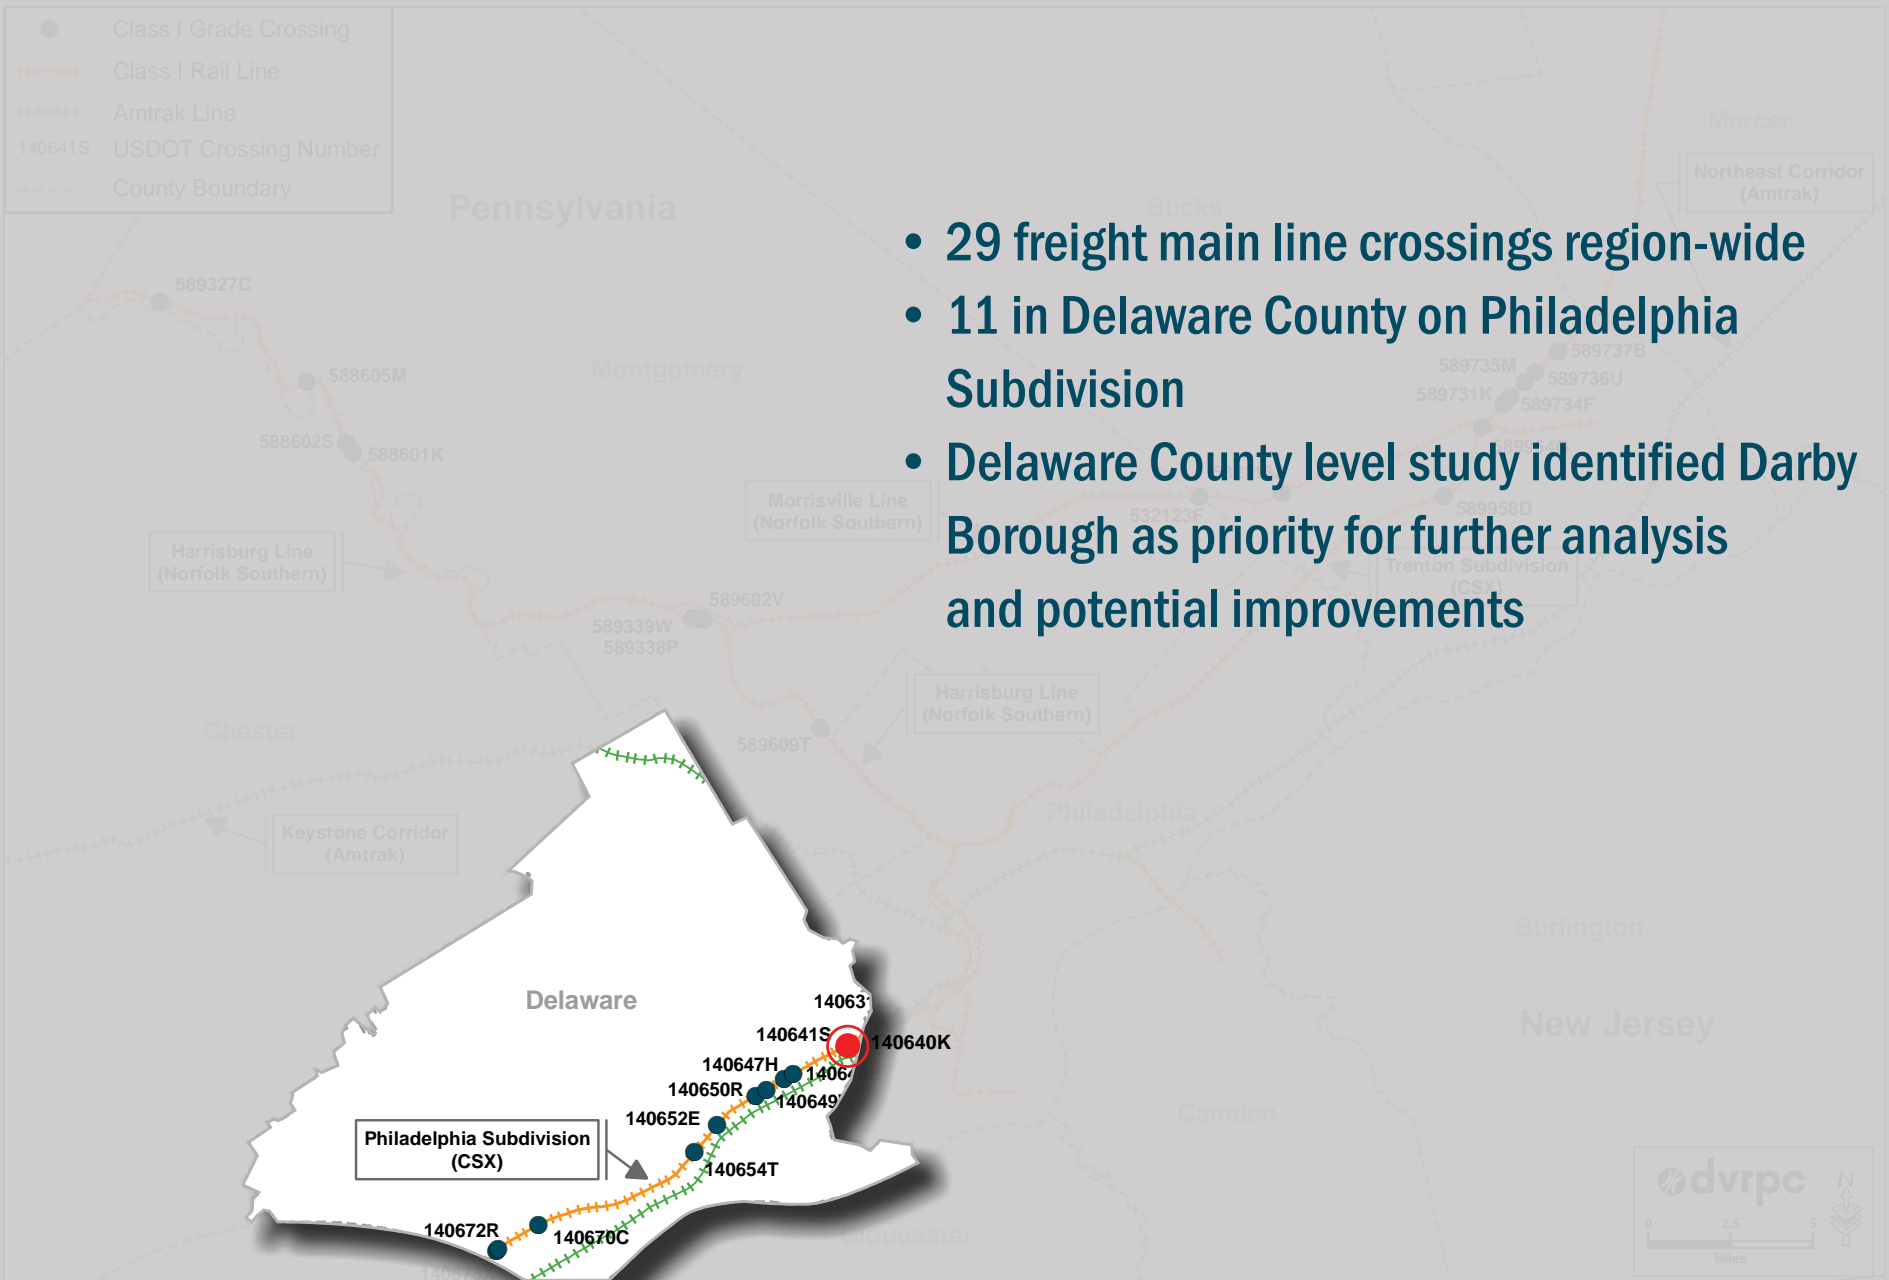 Class I Grade Crossing
Class I Rail Line
Amtrak Line
140641S USDOT Crossing Number
County Boundary
Pennsylvania
Bucks
Mercer
Northeast Corridor
(Amtrak)
• 29 freight main line crossings region-wide
• 11 in Delaware County on Philadelphia
Subdivision
• Delaware County level study identified Darby
Borough as priority for further analysis
and potential improvements
589327C
588605M
588602S
588601K
Montgomery
589737B
589735M
589736U
589731K
589734F
Morrisville Line
(Norfolk Southern)
532123F
589958D
Harrisburg Line
(Norfolk Southern)
Trenton Subdivision
(CSX)
589602V
589339W
589338P
Harrisburg Line
(Norfolk Southern)
Chester
589609T
Philadelphia
Keystone Corridor
(Amtrak)
Burlington
Delaware
New Jersey
140641S
140640K
140647H
140650R
140652E
Philadelphia Subdivision
(CSX)
140654T
140672R
140670C
Camden
Gloucester
dvrpc
N
0 2.5 5
Miles